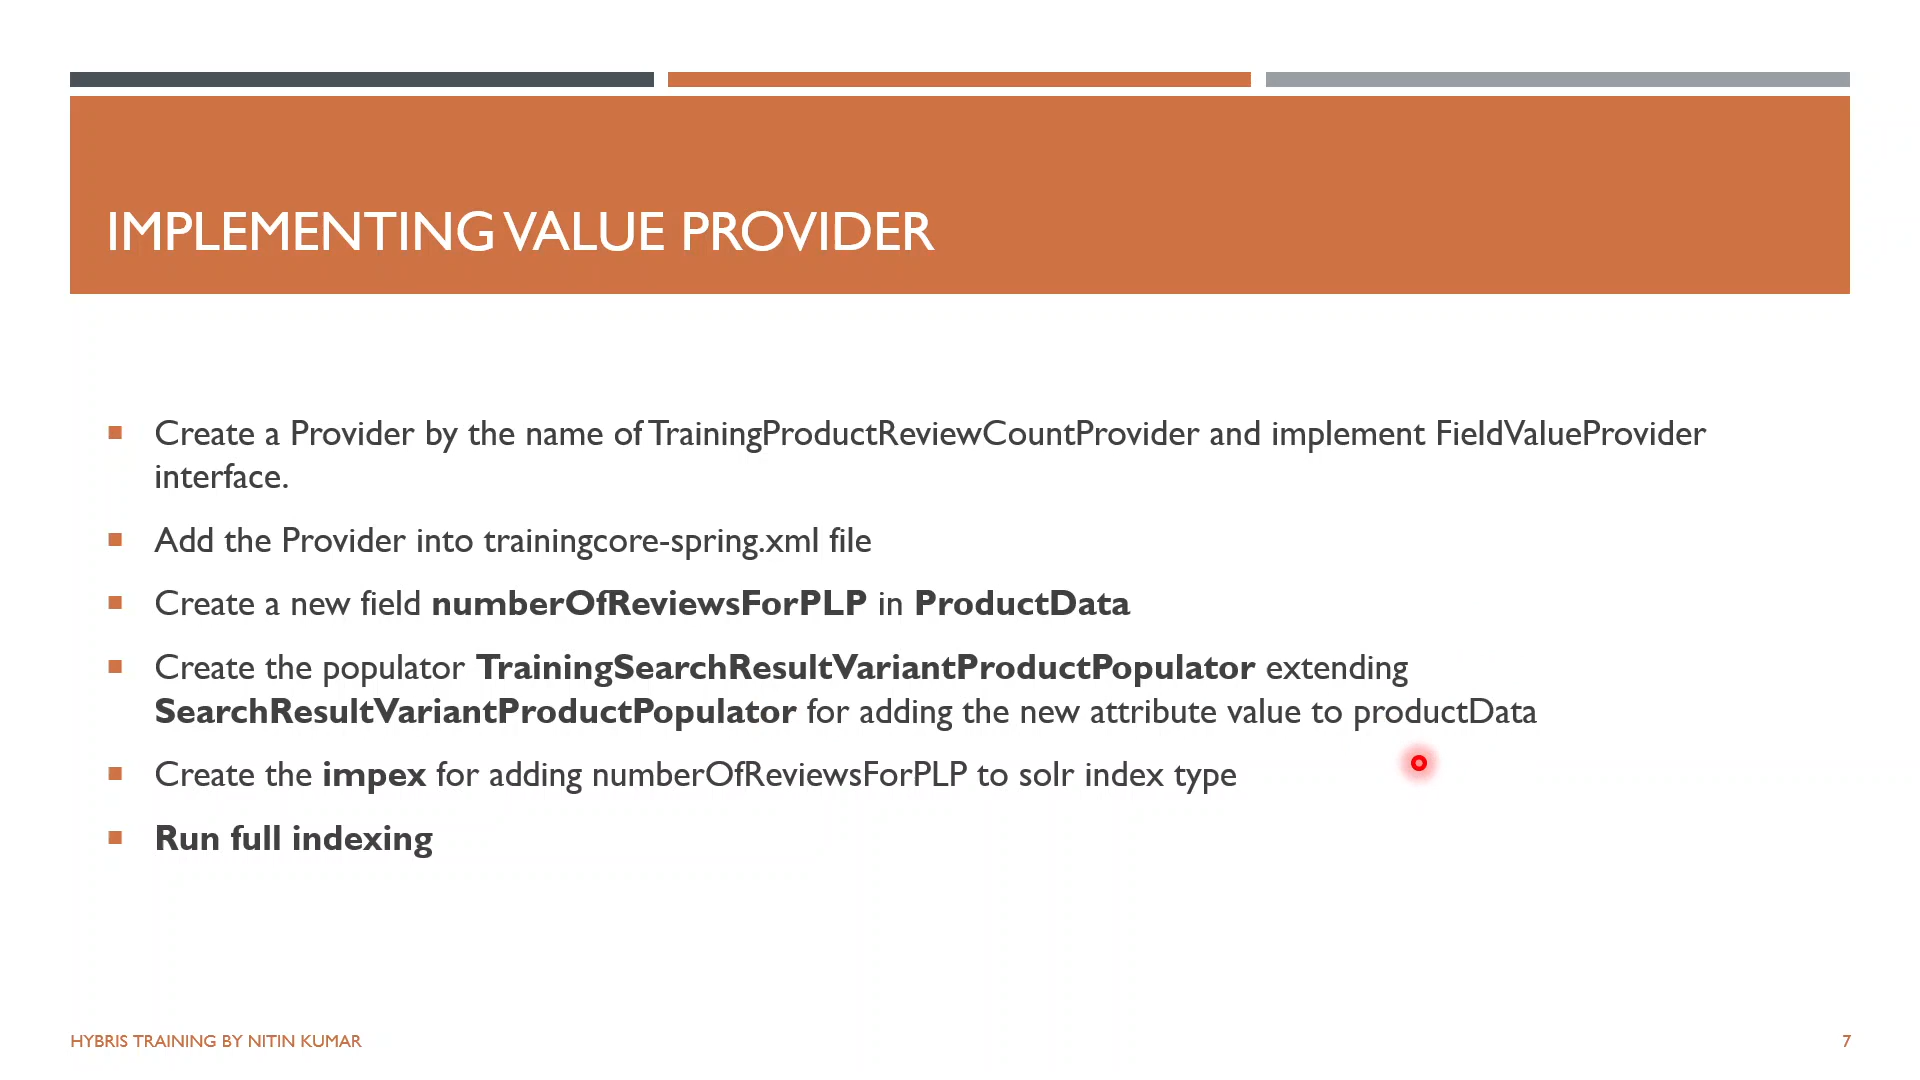 IMPLEMENTING VALUE PROVIDER
Create a Provider by the name of TrainingProductReviewCountProvider and implement FieldValueProvider
interface.
Add the Provider into trainingcore-spring.xml file
Create a new field numberOfReviewsForPLP in ProductData
Create the populator TrainingSearchResultVariantProductPopulator extending
SearchResultVariantProductPopulator for adding the new attribute value to productData
Create the impex for adding numberOfReviewsForPLP to solr index type
Run full indexing
HYBRIS TRAINING BY NITIN KUMAR
7